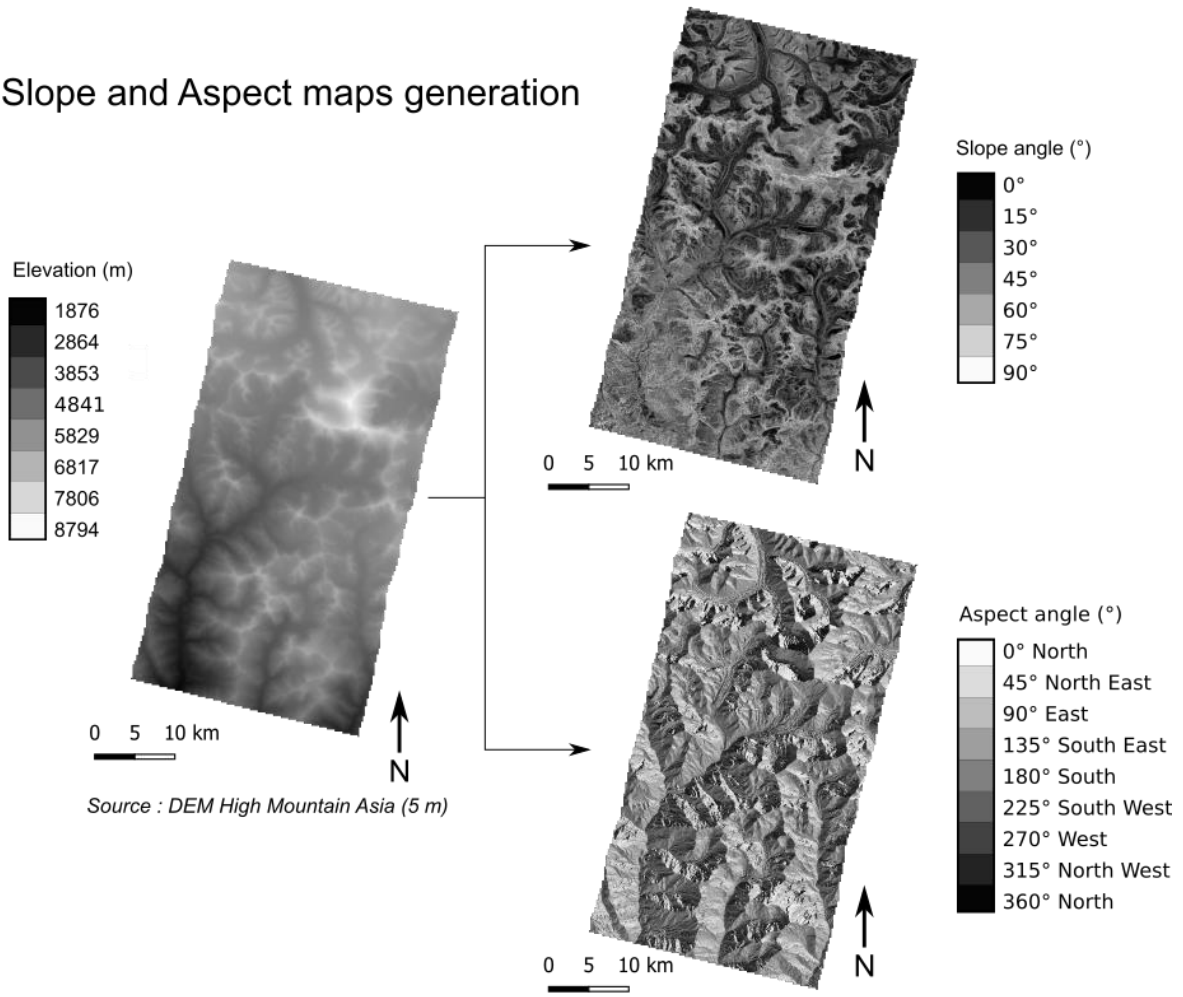 Slope and Aspect maps generation
Elevation (m)
1876
2864
3853
4841
5829
6817
7806
8794
0 5 10 km
N
Source : DEM High Mountain Asia (5 m)
Slope angle (°)
0°
15°
30°
45°
60°
75°
90°
0 5 10 km
N
Aspect angle (°)
0° North
45° North East
90° East
135° South East
180° South
225° South West
270° West
315° North West
360° North
0 5 10 km
N